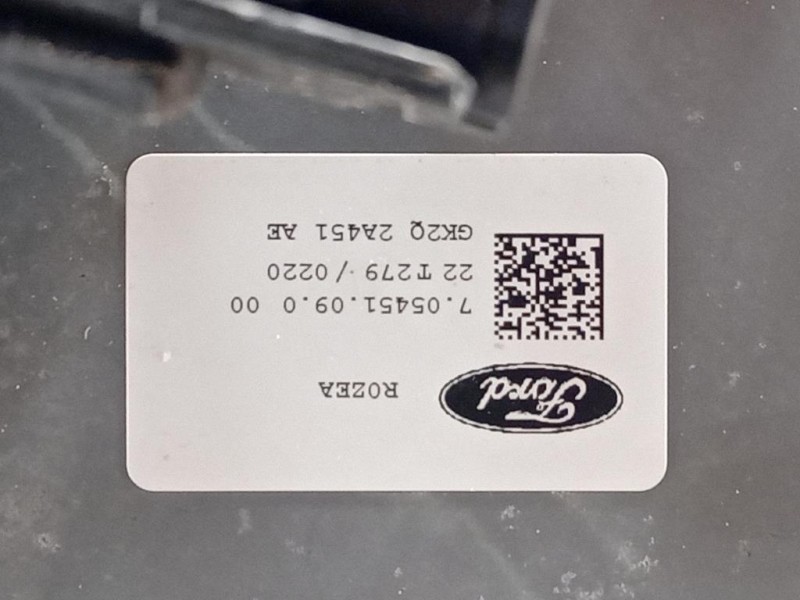 Ford R0ZEA
7.05451.09.0 00
22 T279 / 0220
GK2Q 2A451 AE